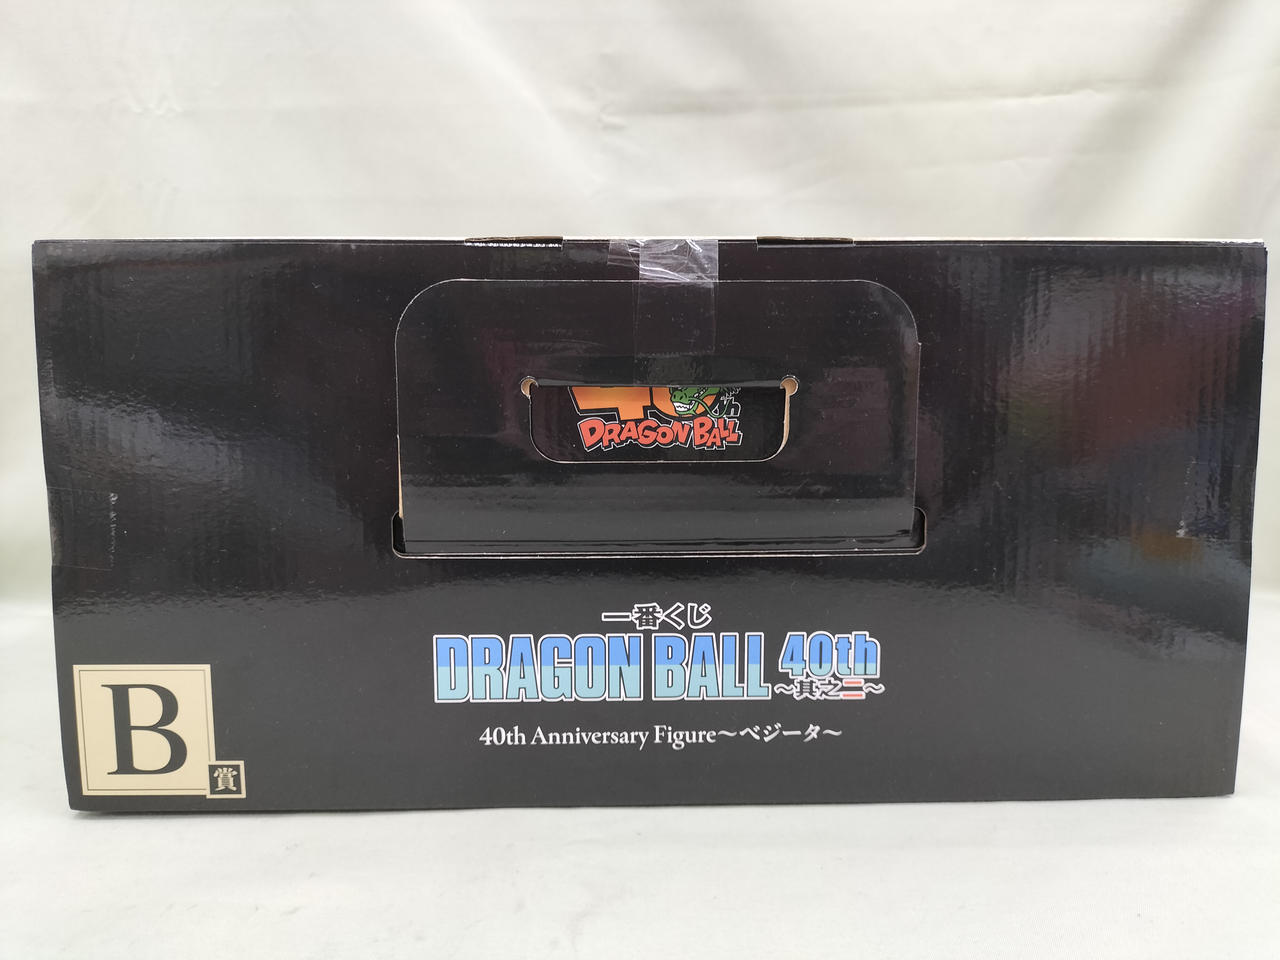 40th
DRAGON BALL
一番くじ
DRAGON BALL 40th
～其之二～
40th Anniversary Figure～ベジータ～
B
賞